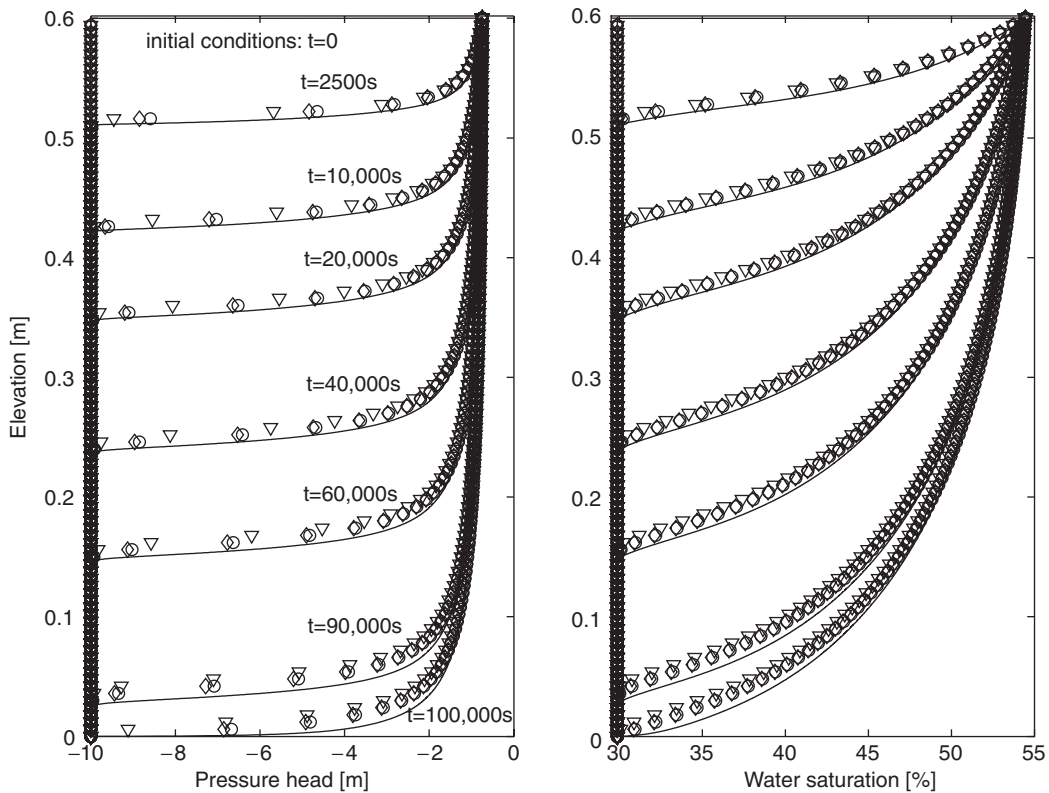 0.6
initial conditions: t=0
t=2500s
0.5
t=10,000s
0.4
t=20,000s
0.3
t=40,000s
0.2
t=60,000s
0.1
t=90,000s
t=100,000s
0
Elevation [m]
−10
−8
−6
−4
−2
0
Pressure head [m]
0.6
0.5
0.4
0.3
0.2
0.1
0
30
35
40
45
50
55
Water saturation [%]